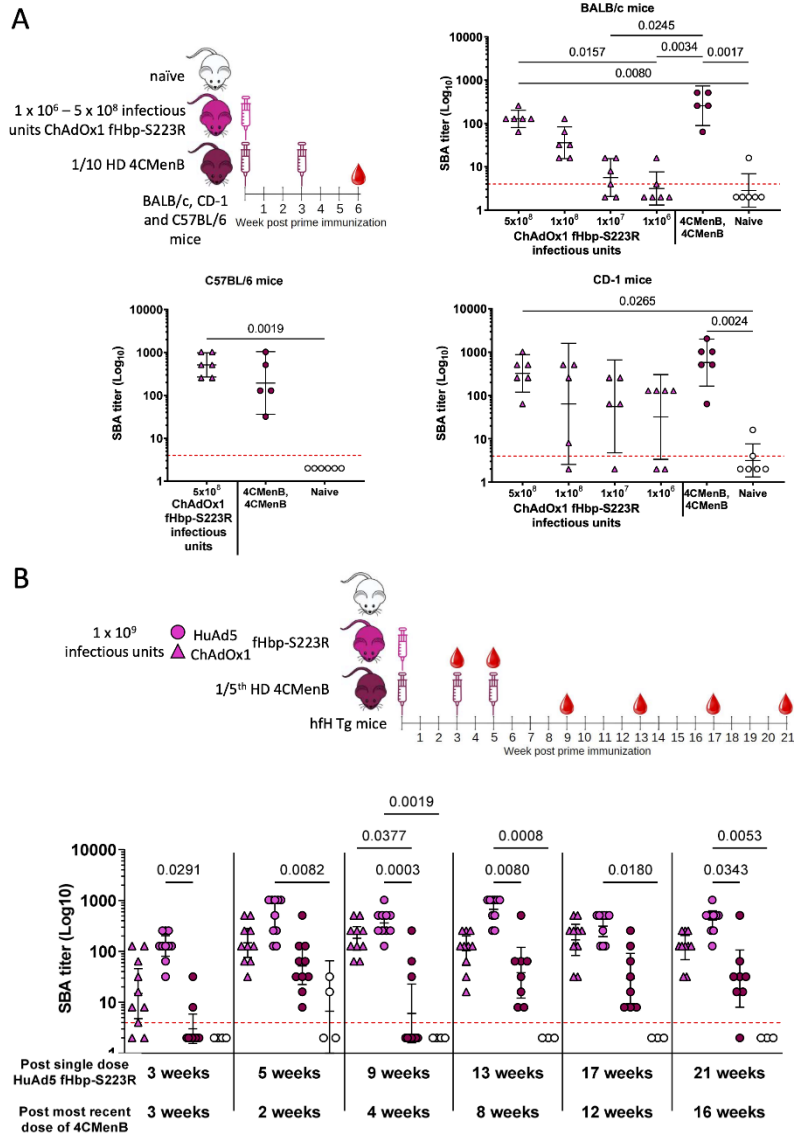 A
naïve
1 x 10⁶ – 5 x 10⁸ infectious
units ChAdOx1 fHbp-S223R
1/10 HD 4CMenB
BALB/c, CD-1
and C57BL/6
mice
1 2 3 4 5 6
Week post prime immunization
BALB/c mice
0.0245
0.0157
0.0034
0.0017
0.0080
SBA titer (Log₁₀)
1000
100
10
1
5x10⁸
1x10⁸
1x10⁷
1x10⁶
4CMenB,
4CMenB
Naive
ChAdOx1 fHbp-S223R
infectious units
C57BL/6 mice
0.0019
SBA titer (Log₁₀)
10000
1000
100
10
1
5x10⁸
ChAdOx1
fHbp-S223R
infectious
units
4CMenB,
4CMenB
Naive
CD-1 mice
0.0265
0.0024
SBA titer (Log₁₀)
10000
1000
100
10
1
5x10⁸
1x10⁸
1x10⁷
1x10⁶
4CMenB,
4CMenB
Naive
ChAdOx1 fHbp-S223R
infectious units
B
1 x 10⁹
infectious units
HuAd5
ChAdOx1
fHbp-S223R
1/5ᵗʰ HD 4CMenB
hfH Tg mice
1 2 3 4 5 6 7 8 9 10 11 12 13 14 15 16 17 18 19 20 21
Week post prime immunization
0.0019
0.0377
0.0008
0.0053
0.0291
0.0082
0.0003
0.0080
0.0180
0.0343
SBA titer (Log10)
10000
1000
100
10
1
Post single dose
HuAd5 fHbp-S223R
3 weeks
5 weeks
9 weeks
13 weeks
17 weeks
21 weeks
Post most recent
dose of 4CMenB
3 weeks
2 weeks
4 weeks
8 weeks
12 weeks
16 weeks